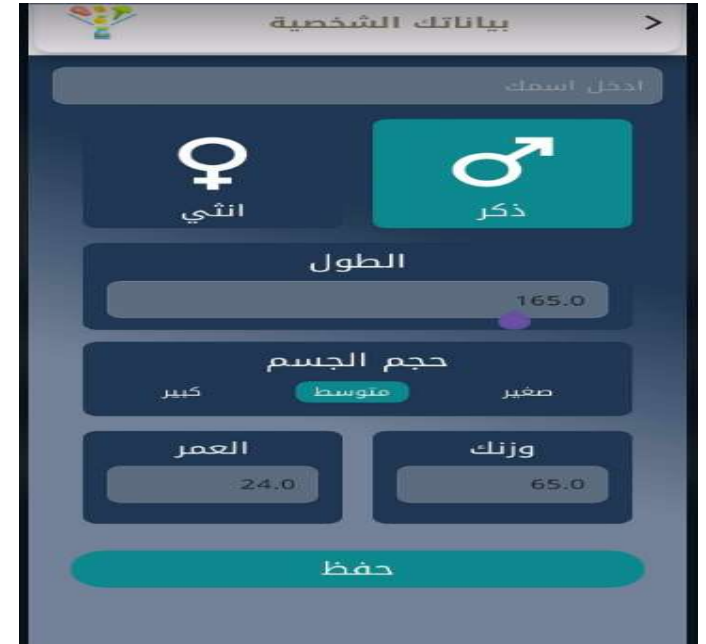 بياناتك الشخصية
ادخل اسمك
ذكر
انثي
الطول
165.0
حجم الجسم
صغير متوسط كبير
وزنك
العمر
65.0
24.0
حفظ